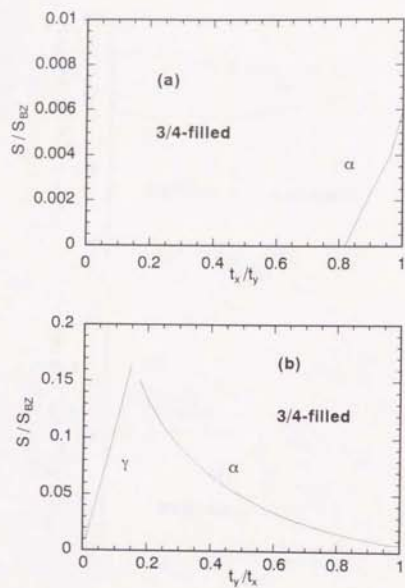 0.01
0.008
0.006
0.004
0.002
0
S / S_BZ
(a)
3/4-filled
α
0 0.2 0.4 0.6 0.8 1
t_x/t_y
0.2
0.15
0.1
0.05
0
S / S_BZ
(b)
3/4-filled
γ
α
0 0.2 0.4 0.6 0.8 1
t_y/t_x